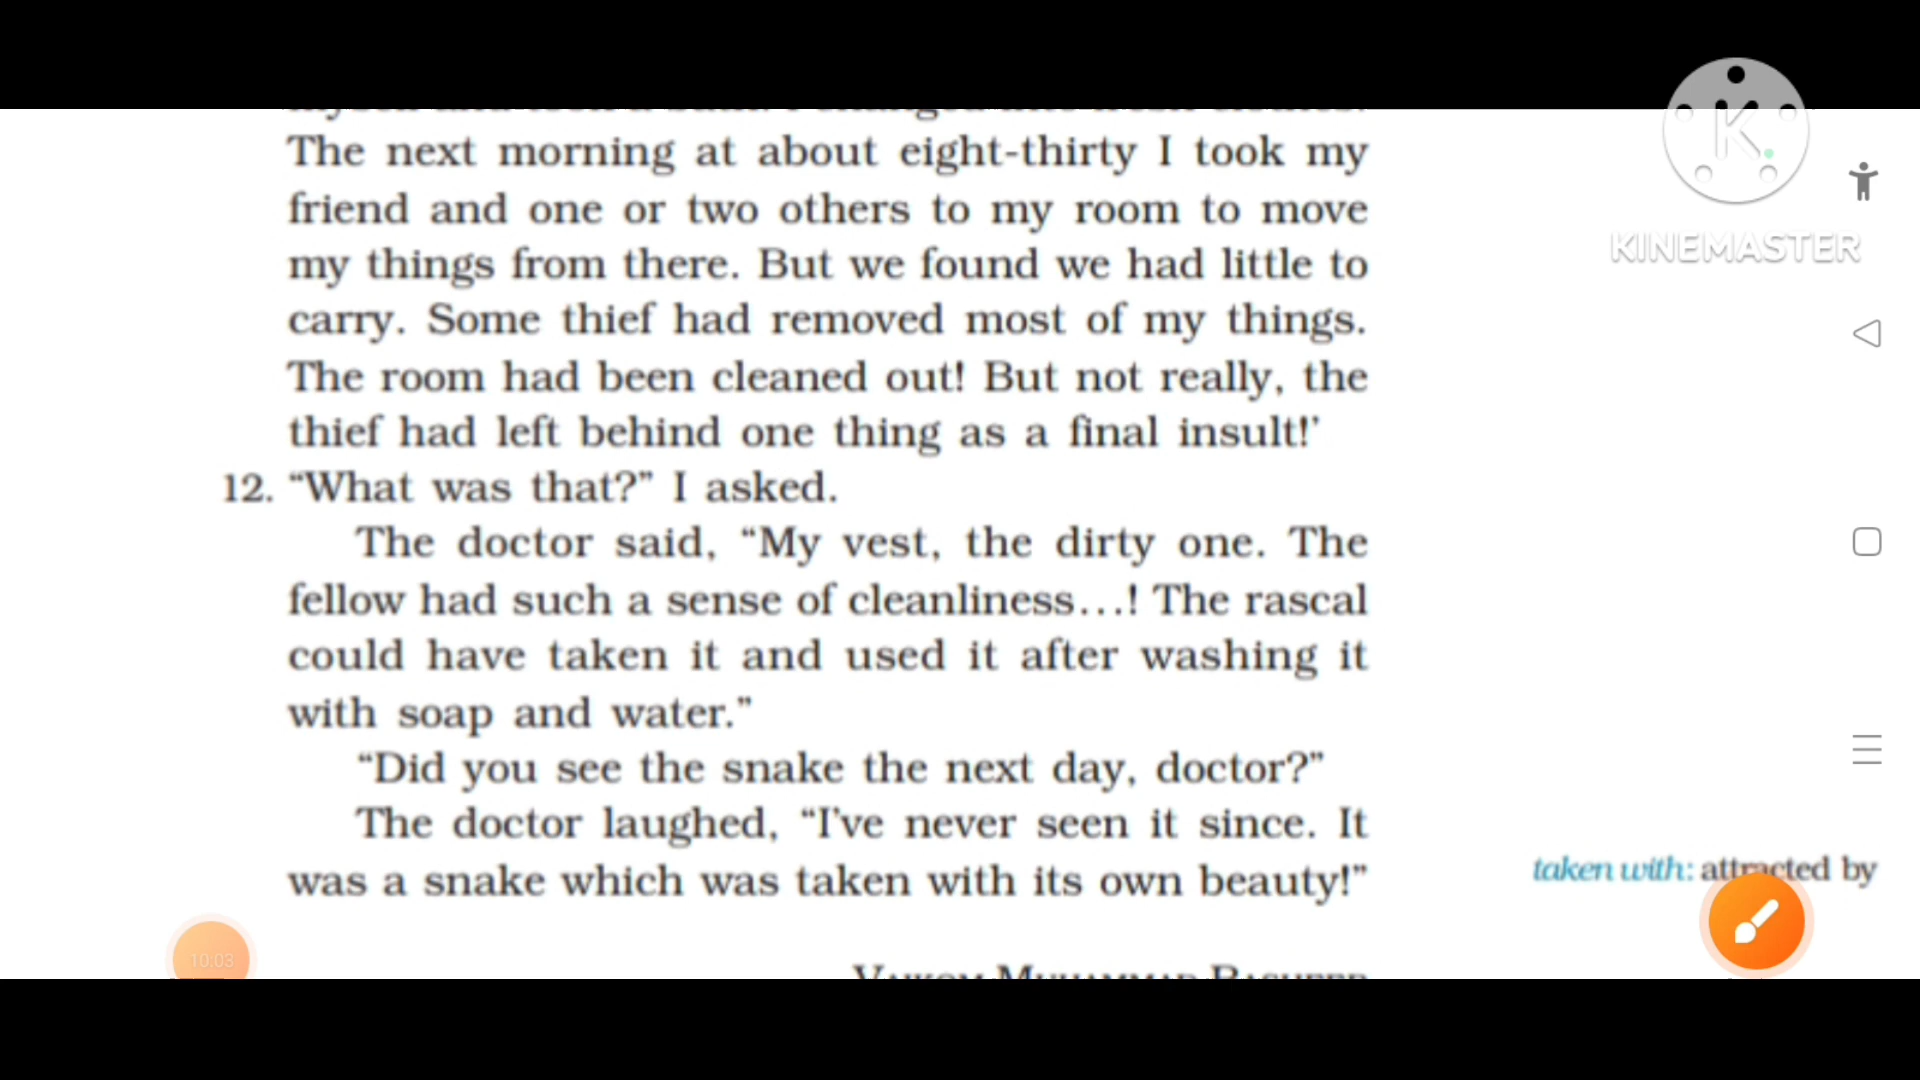 The next morning at about eight-thirty I took my
friend and one or two others to my room to move
my things from there. But we found we had little to
carry. Some thief had removed most of my things.
The room had been cleaned out! But not really, the
thief had left behind one thing as a final insult!’
12. “What was that?” I asked.
The doctor said, “My vest, the dirty one. The
fellow had such a sense of cleanliness...! The rascal
could have taken it and used it after washing it
with soap and water.”
“Did you see the snake the next day, doctor?”
The doctor laughed, “I’ve never seen it since. It
was a snake which was taken with its own beauty!”
taken with: attracted by
KINEMASTER
10:03